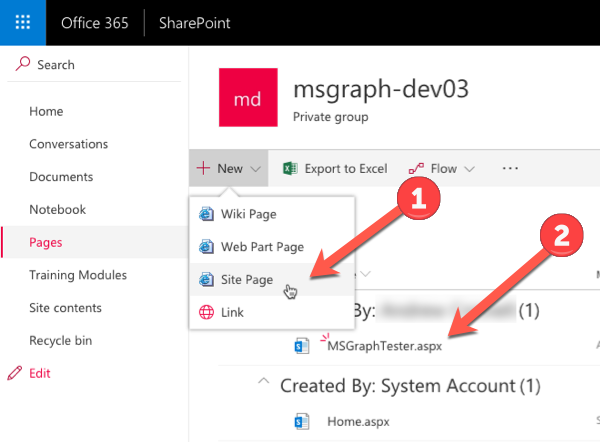 Office 365 SharePoint
Search
md
msgraph-dev03
Private group
Home
Conversations
Documents
Notebook
Pages
Training Modules
Site contents
Recycle bin
Edit
New Export to Excel Flow ...
Wiki Page
Web Part Page
Site Page
Link
1
2
By: (1)
MSGraphTester.aspx
Created By: System Account (1)
Home.aspx